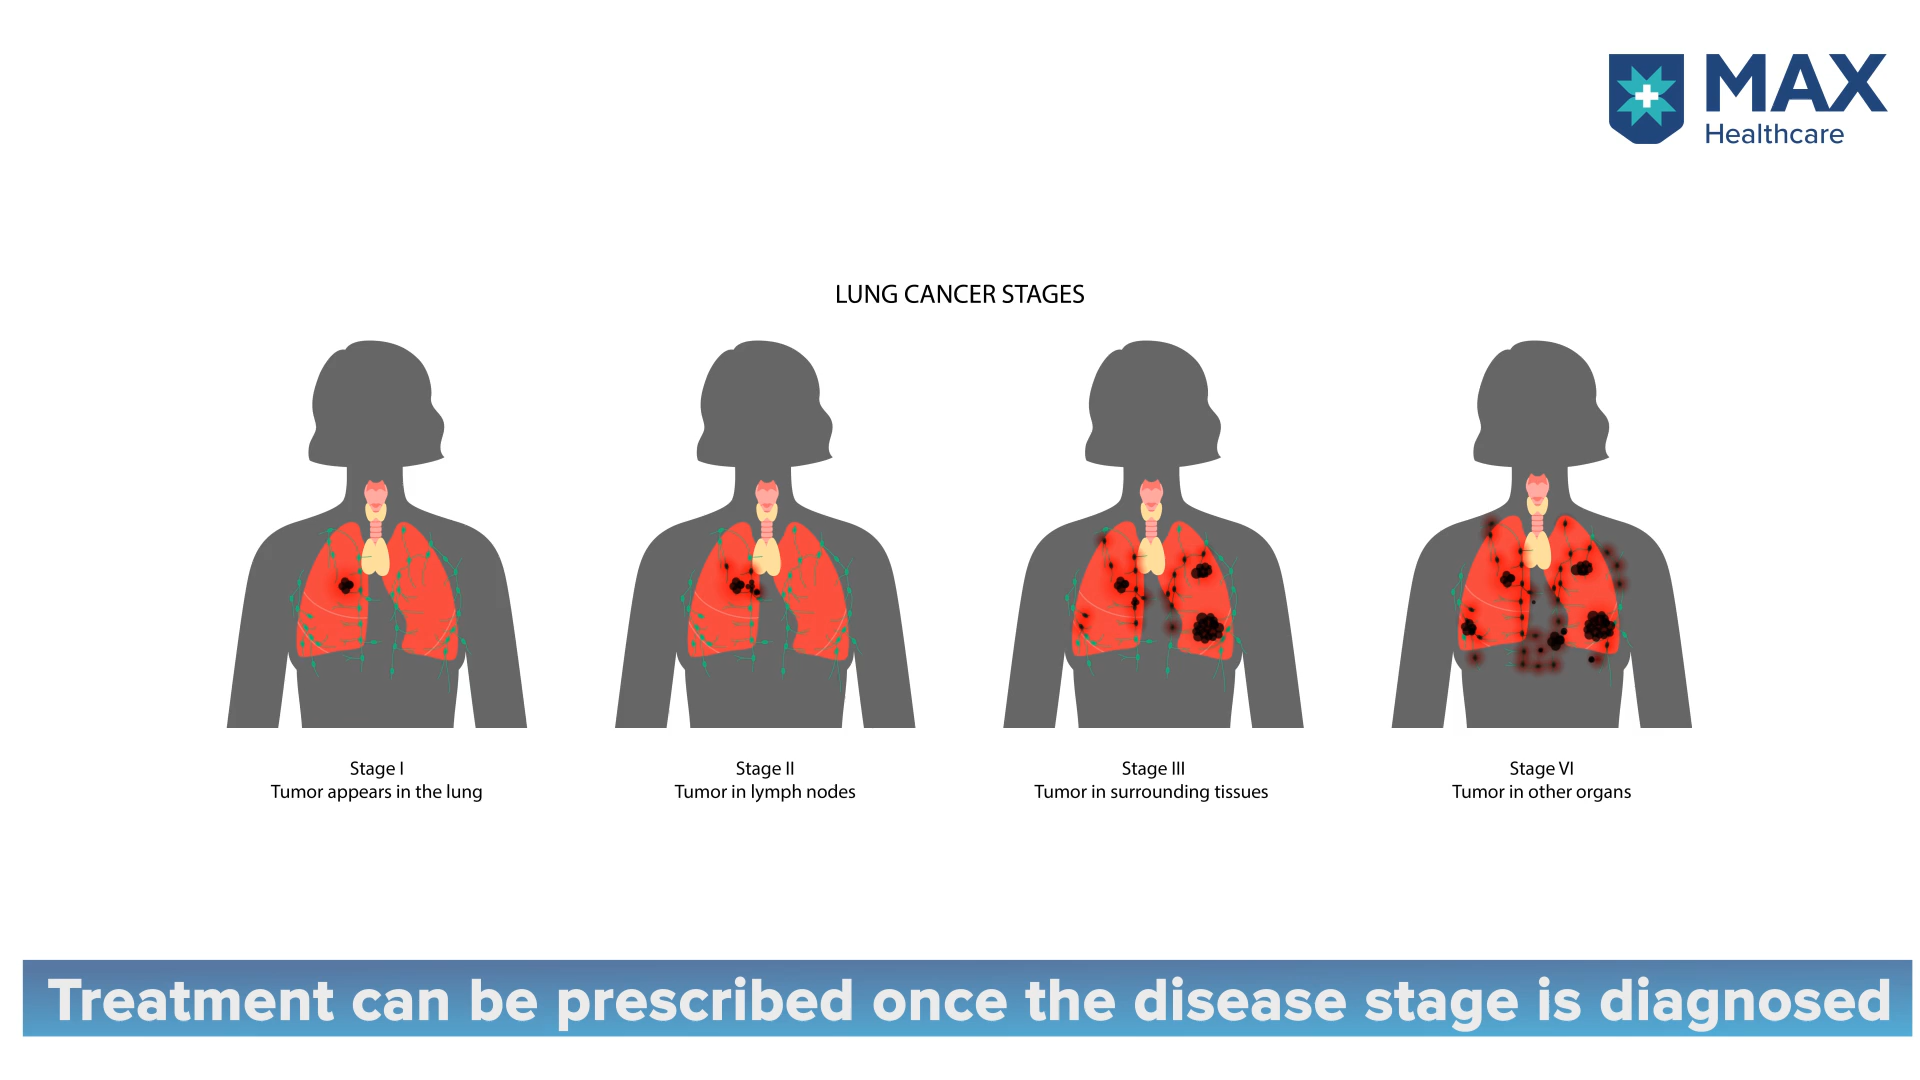 MAX
Healthcare
LUNG CANCER STAGES
Stage I
Tumor appears in the lung
Stage II
Tumor in lymph nodes
Stage III
Tumor in surrounding tissues
Stage VI
Tumor in other organs
Treatment can be prescribed once the disease stage is diagnosed